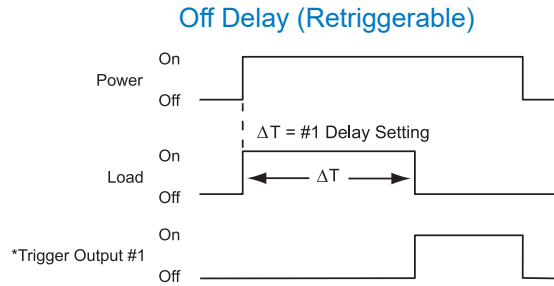 Off Delay (Retriggerable)
On
Power
Off
ΔT = #1 Delay Setting
On
Load
ΔT
Off
On
*Trigger Output #1
Off